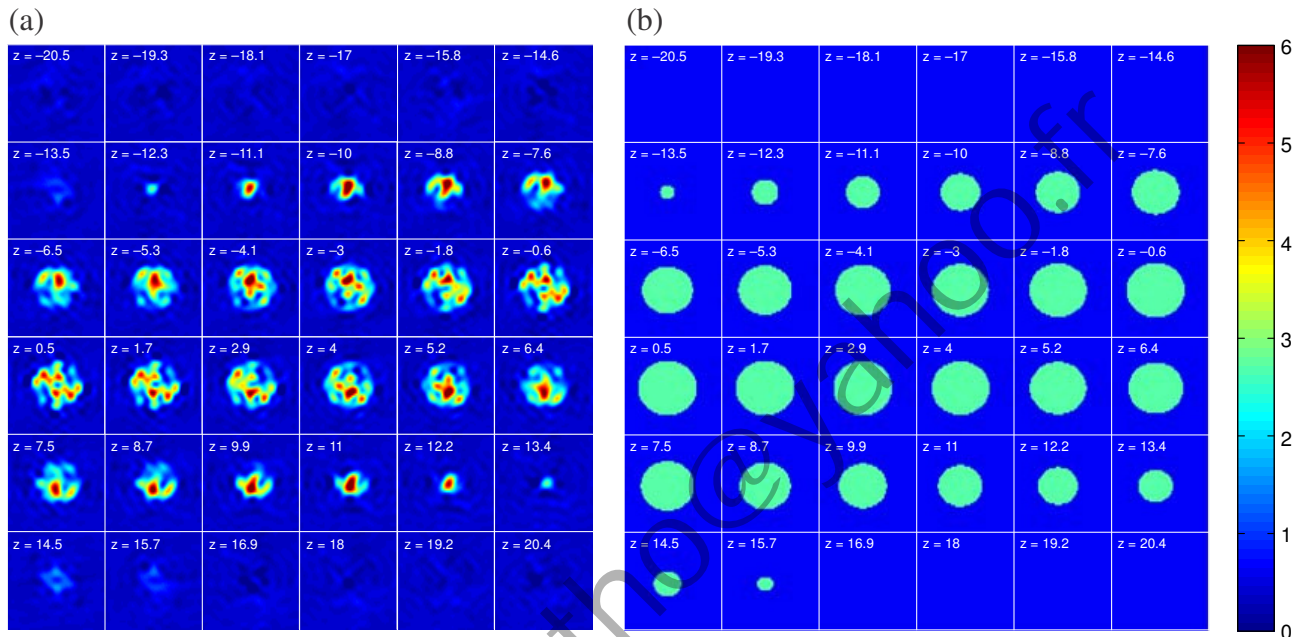 (a) (b)
z = −20.5 z = −19.3 z = −18.1 z = −17 z = −15.8 z = −14.6 z = −20.5 z = −19.3 z = −18.1 z = −17 z = −15.8 z = −14.6 6
z = −13.5 z = −12.3 z = −11.1 z = −10 z = −8.8 z = −7.6 z = −13.5 z = −12.3 z = −11.1 z = −10 z = −8.8 z = −7.6 5
z = −6.5 z = −5.3 z = −4.1 z = −3 z = −1.8 z = −0.6 z = −6.5 z = −5.3 z = −4.1 z = −3 z = −1.8 z = −0.6 4
3
z = 0.5 z = 1.7 z = 2.9 z = 4 z = 5.2 z = 6.4 z = 0.5 z = 1.7 z = 2.9 z = 4 z = 5.2 z = 6.4
z = 7.5 z = 8.7 z = 9.9 z = 11 z = 12.2 z = 13.4 z = 7.5 z = 8.7 z = 9.9 z = 11 z = 12.2 z = 13.4 2
z = 14.5 z = 15.7 z = 16.9 z = 18 z = 19.2 z = 20.4 z = 14.5 z = 15.7 z = 16.9 z = 18 z = 19.2 z = 20.4 1
0
tho@yahoo.fr